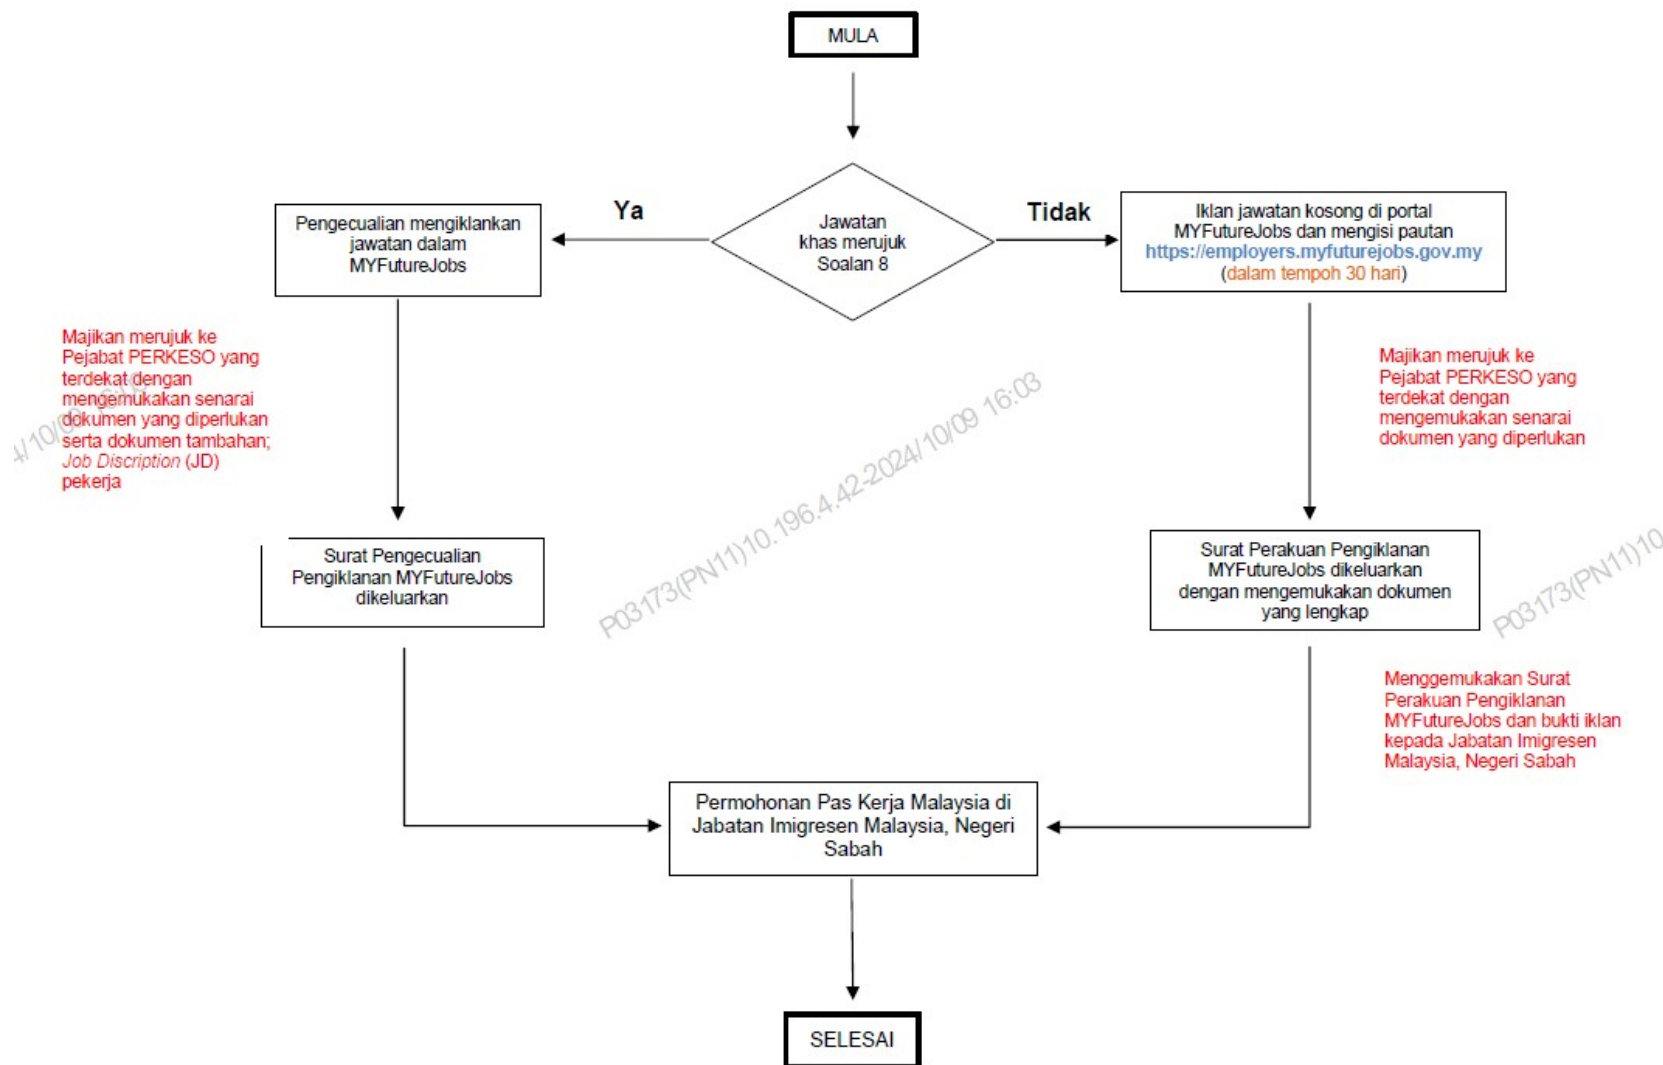 MULA
Jawatan
khas merujuk
Soalan 8
Ya
Pengecualian mengiklankan
jawatan dalam
MYFutureJobs
Tidak
Iklan jawatan kosong di portal
MYFutureJobs dan mengisi pautan
https://employers.myfuturejobs.gov.my
(dalam tempoh 30 hari)
Majikan merujuk ke
Pejabat PERKESO yang
terdekat dengan
mengemukakan senarai
dokumen yang diperlukan
serta dokumen tambahan;
Job Discription (JD)
pekerja
Majikan merujuk ke
Pejabat PERKESO yang
terdekat dengan
mengemukakan senarai
dokumen yang diperlukan
Surat Pengecualian
Pengiklanan MYFutureJobs
dikeluarkan
Surat Perakuan Pengiklanan
MYFutureJobs dikeluarkan
dengan mengemukakan dokumen
yang lengkap
Menggemukakan Surat
Perakuan Pengiklanan
MYFutureJobs dan bukti iklan
kepada Jabatan Imigresen
Malaysia, Negeri Sabah
Permohonan Pas Kerja Malaysia di
Jabatan Imigresen Malaysia, Negeri
Sabah
SELESAI
P03173(PN11)10.196.4.42-2024/10/09 16:03
P03173(PN11)10